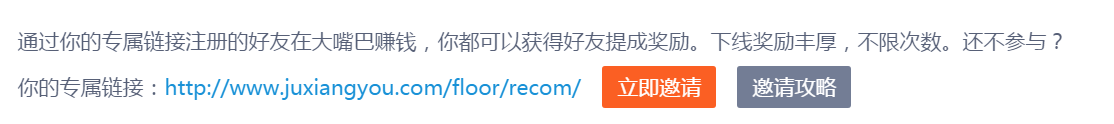 通过你的专属链接注册的好友在大嘴巴赚钱，你都可以获得好友提成奖励。下线奖励丰厚，不限次数。还不参与？
你的专属链接：http://www.juxiangyou.com/floor/recom/ 立即邀请 邀请攻略